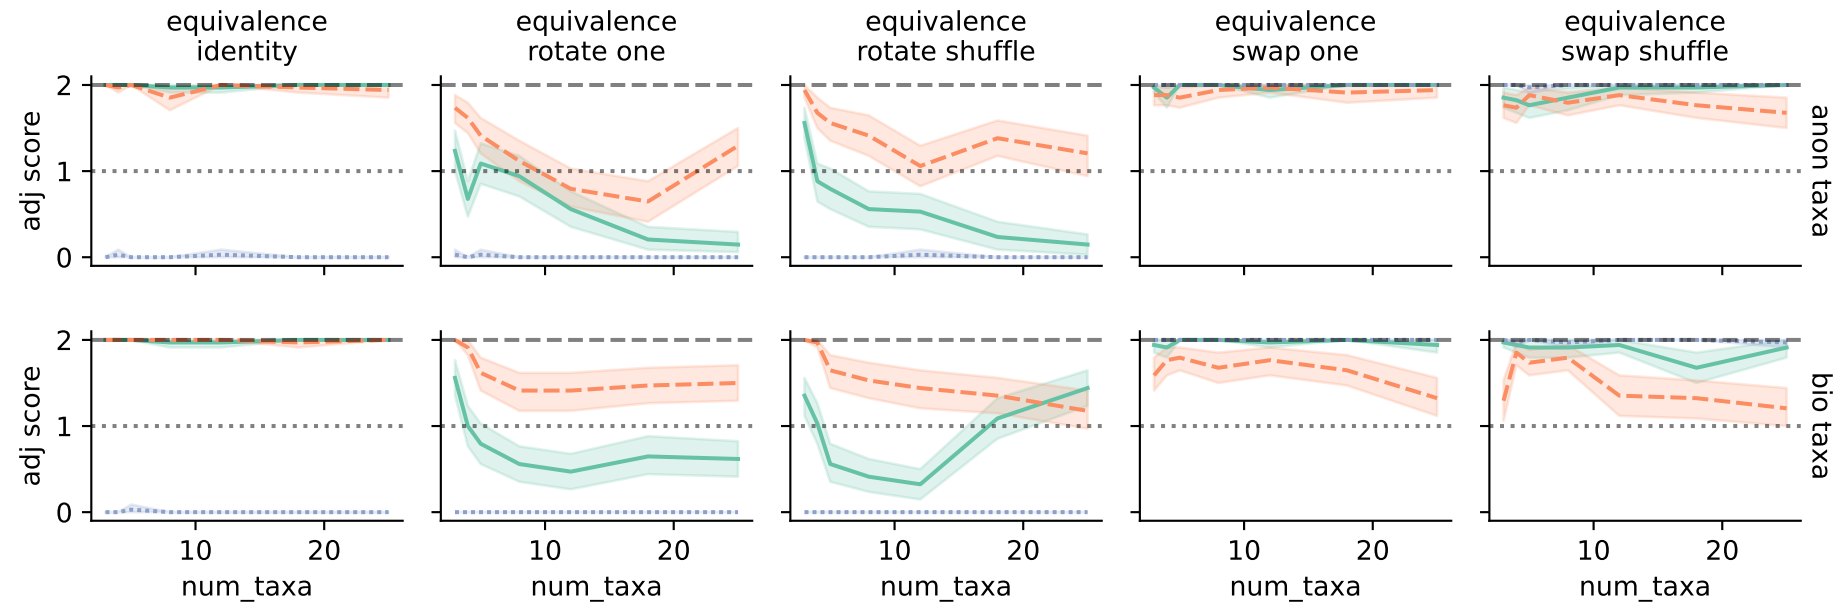 equivalence
identity
equivalence
rotate one
equivalence
rotate shuffle
equivalence
swap one
equivalence
swap shuffle
2
1
0
adj score
anon taxa
10 20
10 20
10 20
10 20
10 20
num_taxa
num_taxa
num_taxa
num_taxa
num_taxa
2
1
0
adj score
bio taxa